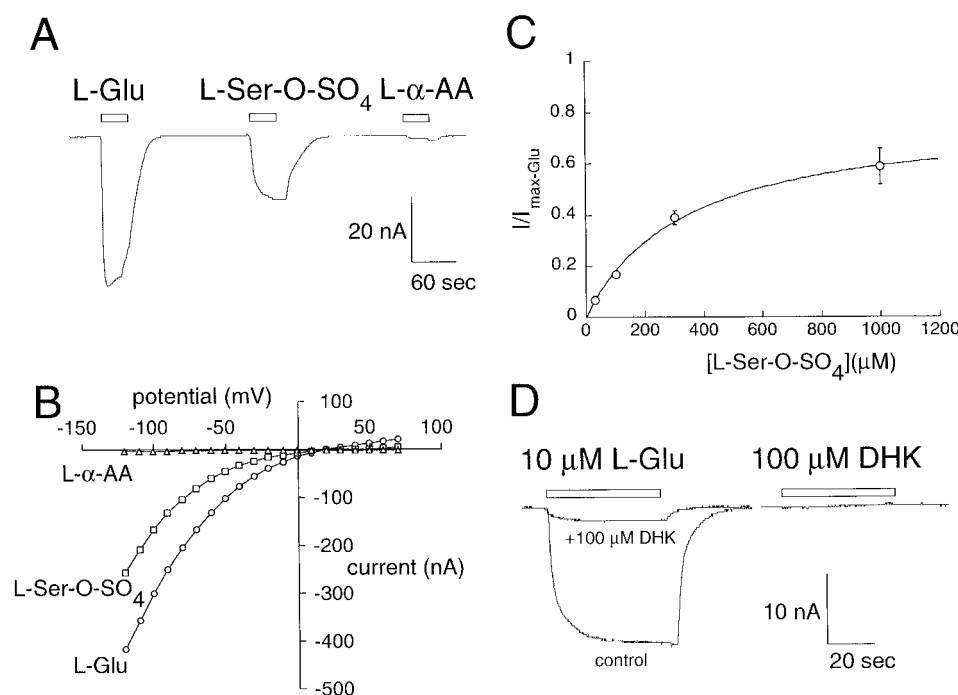 A
L-Glu
L-Ser-O-SO4
L-α-AA
20 nA
60 sec
B
potential (mV)
100
-150
-100
-50
50
100
L-α-AA
-100
-200
current (nA)
-300
-400
-500
L-Ser-O-SO4
L-Glu
C
1
0.8
0.6
0.4
0.2
0
I/Imax-Glu
0 200 400 600 800 1000 1200
[L-Ser-O-SO4](μM)
D
10 μM L-Glu
100 μM DHK
+100 μM DHK
control
10 nA
20 sec